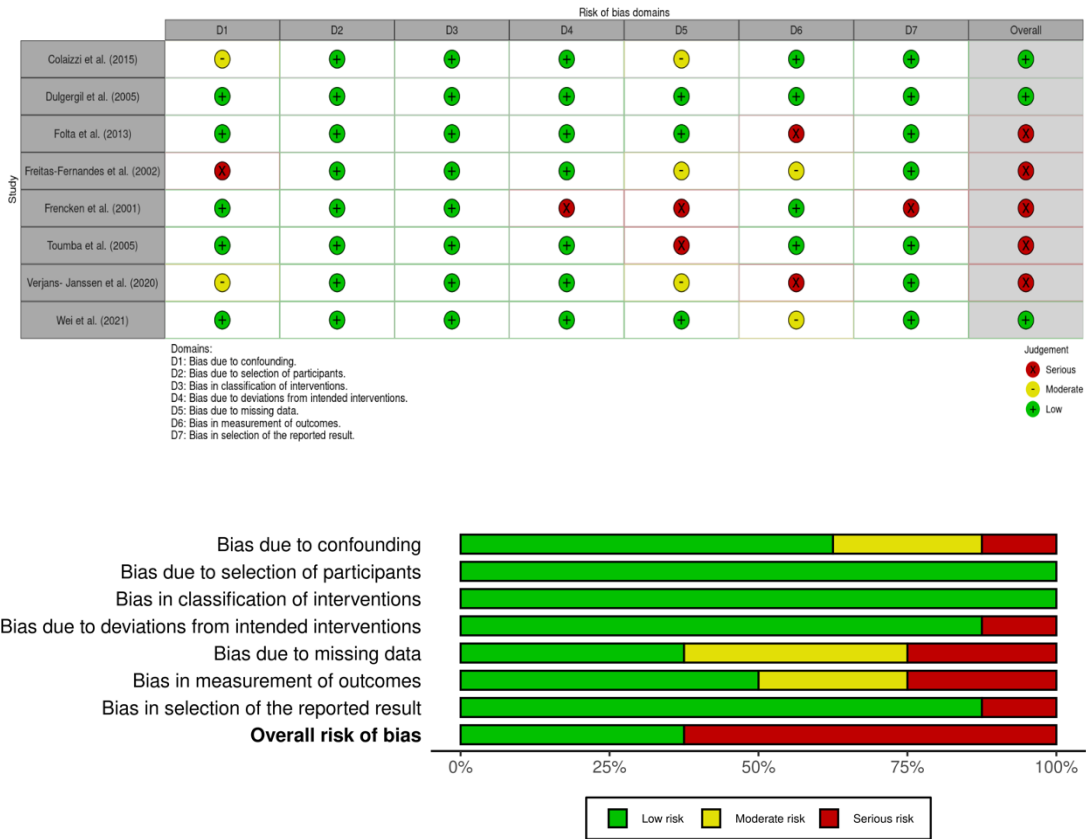 Risk of bias domains
D1 D2 D3 D4 D5 D6 D7 Overall
Study
Colaizzi et al. (2015) - + + + - + + +
Dulgergil et al. (2005) + + + + + + + +
Folta et al. (2013) + + + + + X + X
Freitas-Fernandes et al. (2002) X + + + - - + X
Frencken et al. (2001) + + + X X + X X
Toumba et al. (2005) + + + + X + + X
Verjans- Janssen et al. (2020) - + + + - X + X
Wei et al. (2021) + + + + + - + +
Domains:
D1: Bias due to confounding.
D2: Bias due to selection of participants.
D3: Bias in classification of interventions.
D4: Bias due to deviations from intended interventions.
D5: Bias due to missing data.
D6: Bias in measurement of outcomes.
D7: Bias in selection of the reported result.
Judgement
X Serious
- Moderate
+ Low
Bias due to confounding
Bias due to selection of participants
Bias in classification of interventions
Bias due to deviations from intended interventions
Bias due to missing data
Bias in measurement of outcomes
Bias in selection of the reported result
Overall risk of bias
0% 25% 50% 75% 100%
Low risk Moderate risk Serious risk